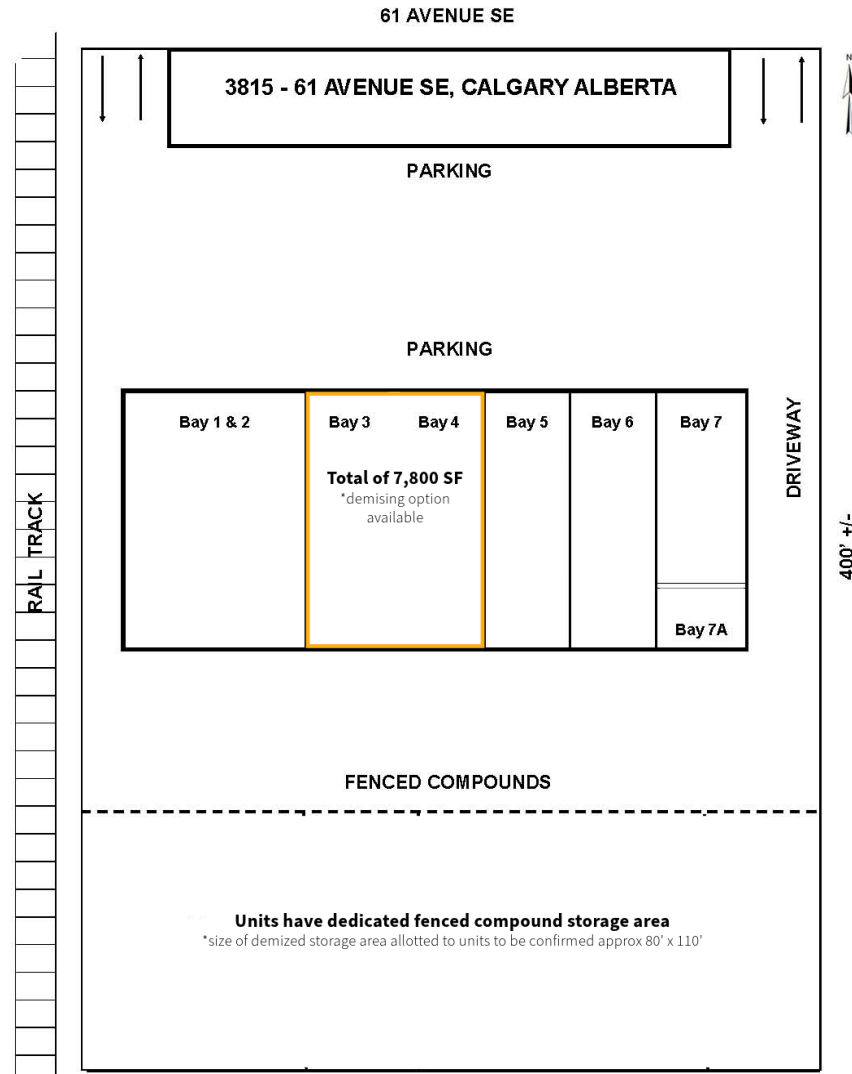 61 AVENUE SE
3815 - 61 AVENUE SE, CALGARY ALBERTA
N
PARKING
PARKING
Bay 1 & 2
Bay 3
Bay 4
Bay 5
Bay 6
Bay 7
Total of 7,800 SF
*demising option
available
DRIVEWAY
RAIL TRACK
400' +/-
Bay 7A
FENCED COMPOUNDS
Units have dedicated fenced compound storage area
*size of demized storage area allotted to units to be confirmed approx 80' x 110'